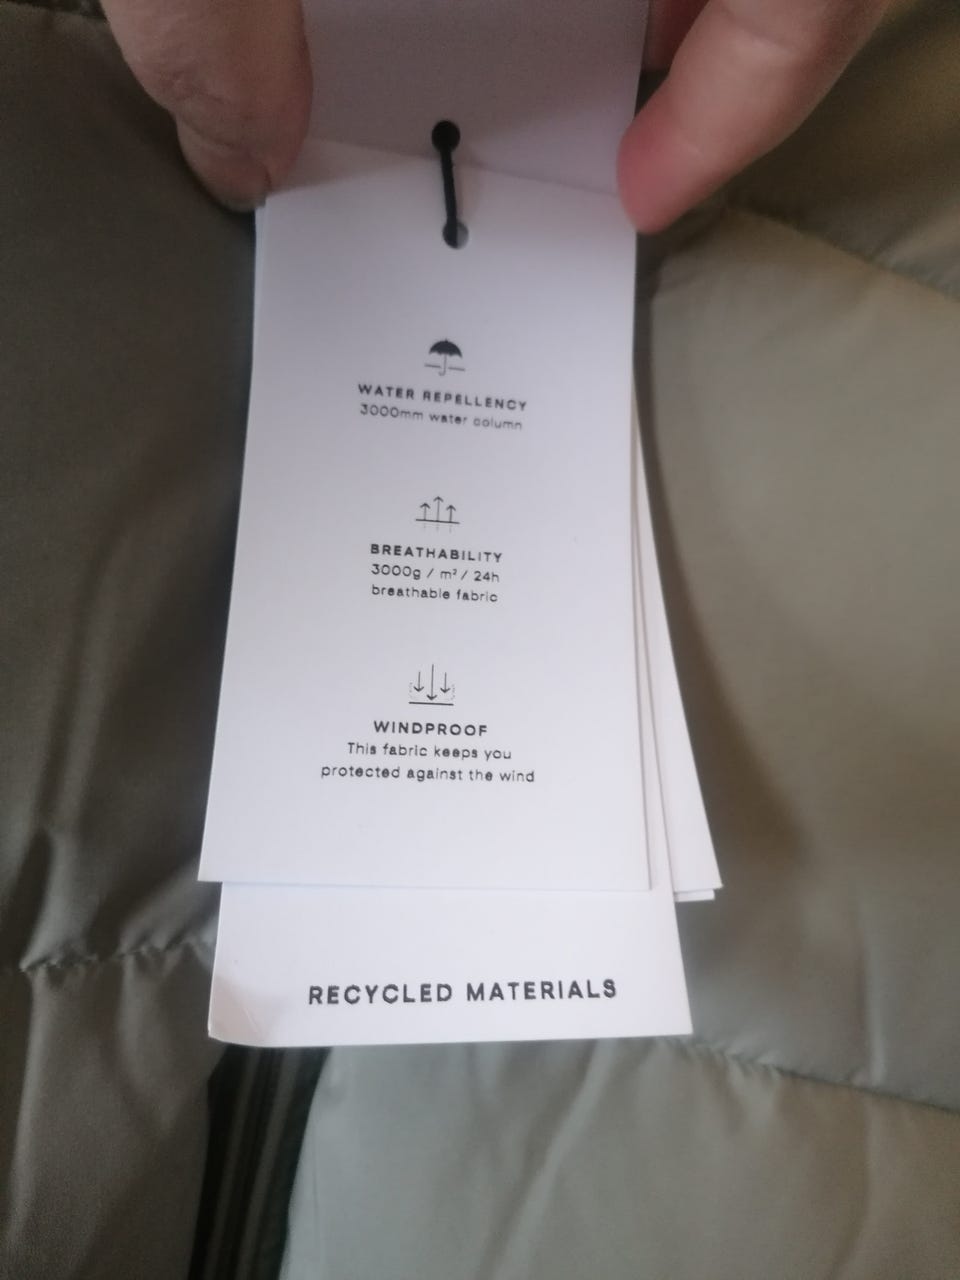 WATER REPELLENCY
3000mm water column
BREATHABILITY
3000g / m² / 24h
breathable fabric
WINDPROOF
This fabric keeps you
protected against the wind
RECYCLED MATERIALS